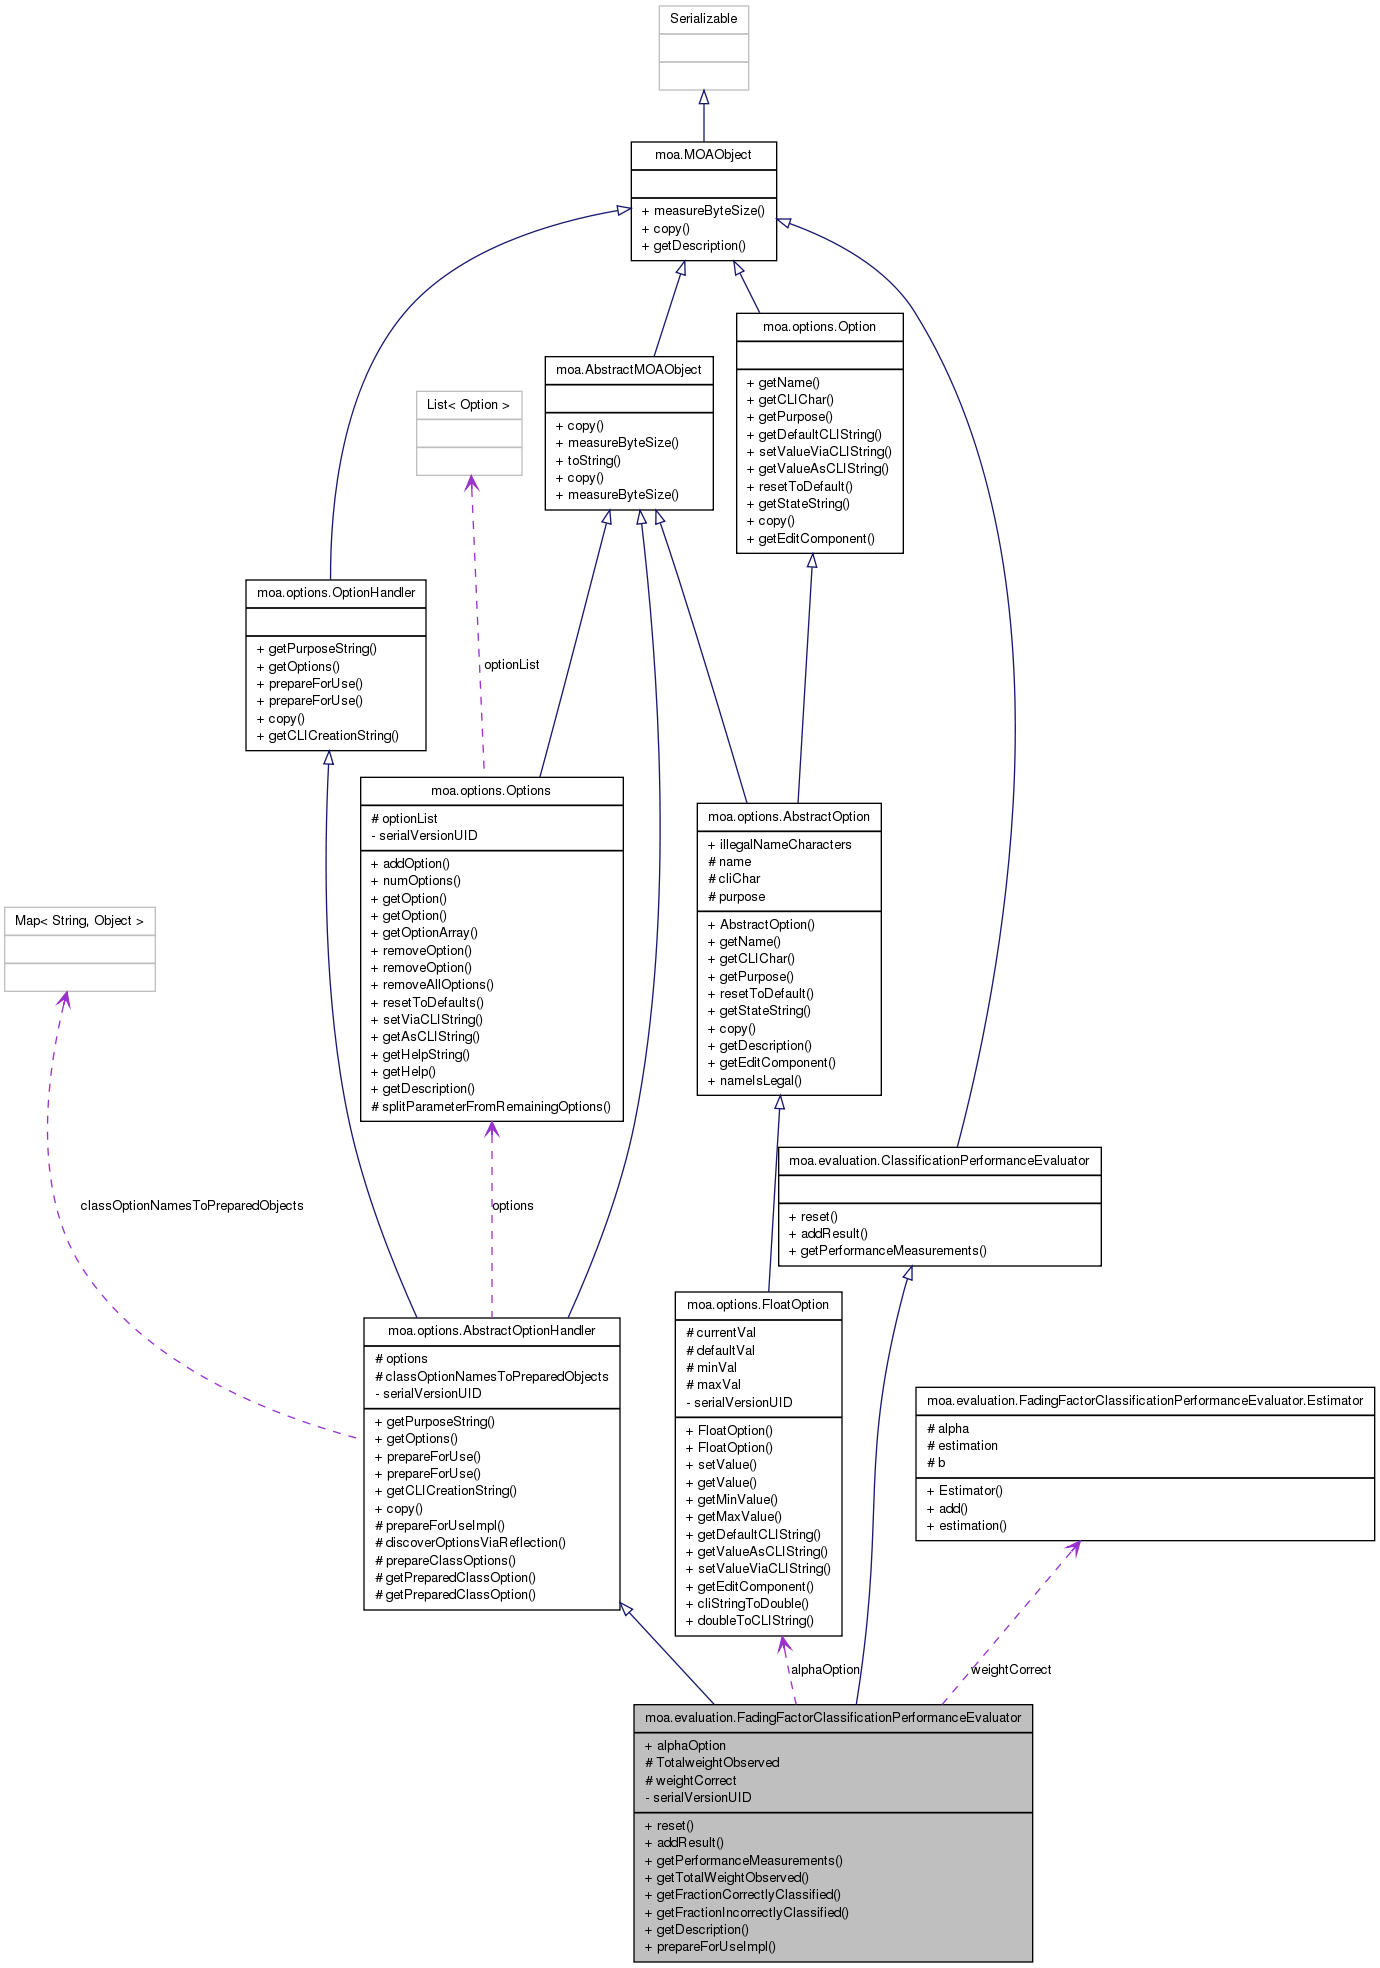 Serializable
moa.MOAObject
+ measureByteSize()
+ copy()
+ getDescription()
moa.options.Option
+ getName()
+ getCLIChar()
+ getPurpose()
+ getDefaultCLIString()
+ setValueViaCLIString()
+ getValueAsCLIString()
+ resetToDefault()
+ getStateString()
+ copy()
+ getEditComponent()
moa.AbstractMOAObject
+ copy()
+ measureByteSize()
+ toString()
+ copy()
+ measureByteSize()
List< Option >
moa.options.OptionHandler
+ getPurposeString()
+ getOptions()
+ prepareForUse()
+ prepareForUse()
+ copy()
+ getCLICreationString()
optionList
moa.options.Options
# optionList
- serialVersionUID
+ addOption()
+ numOptions()
+ getOption()
+ getOption()
+ getOptionArray()
+ removeOption()
+ removeOption()
+ removeAllOptions()
+ resetToDefaults()
+ setViaCLIString()
+ getAsCLIString()
+ getHelpString()
+ getHelp()
+ getDescription()
# splitParameterFromRemainingOptions()
moa.options.AbstractOption
+ illegalNameCharacters
# name
# cliChar
# purpose
+ AbstractOption()
+ getName()
+ getCLIChar()
+ getPurpose()
+ resetToDefault()
+ getStateString()
+ copy()
+ getDescription()
+ getEditComponent()
+ nameIsLegal()
Map< String, Object >
moa.evaluation.ClassificationPerformanceEvaluator
+ reset()
+ addResult()
+ getPerformanceMeasurements()
classOptionNamesToPreparedObjects
options
moa.options.AbstractOptionHandler
# options
# classOptionNamesToPreparedObjects
- serialVersionUID
+ getPurposeString()
+ getOptions()
+ prepareForUse()
+ prepareForUse()
+ getCLICreationString()
+ copy()
# prepareForUseImpl()
# discoverOptionsViaReflection()
# prepareClassOptions()
# getPreparedClassOption()
# getPreparedClassOption()
moa.options.FloatOption
# currentVal
# defaultVal
# minVal
# maxVal
- serialVersionUID
+ FloatOption()
+ FloatOption()
+ setValue()
+ getValue()
+ getMinValue()
+ getMaxValue()
+ getDefaultCLIString()
+ getValueAsCLIString()
+ setValueViaCLIString()
+ getEditComponent()
+ cliStringToDouble()
+ doubleToCLIString()
moa.evaluation.FadingFactorClassificationPerformanceEvaluator.Estimator
# alpha
# estimation
# b
+ Estimator()
+ add()
+ estimation()
alphaOption
weightCorrect
moa.evaluation.FadingFactorClassificationPerformanceEvaluator
+ alphaOption
# TotalweightObserved
# weightCorrect
- serialVersionUID
+ reset()
+ addResult()
+ getPerformanceMeasurements()
+ getTotalWeightObserved()
+ getFractionCorrectlyClassified()
+ getFractionIncorrectlyClassified()
+ getDescription()
+ prepareForUseImpl()